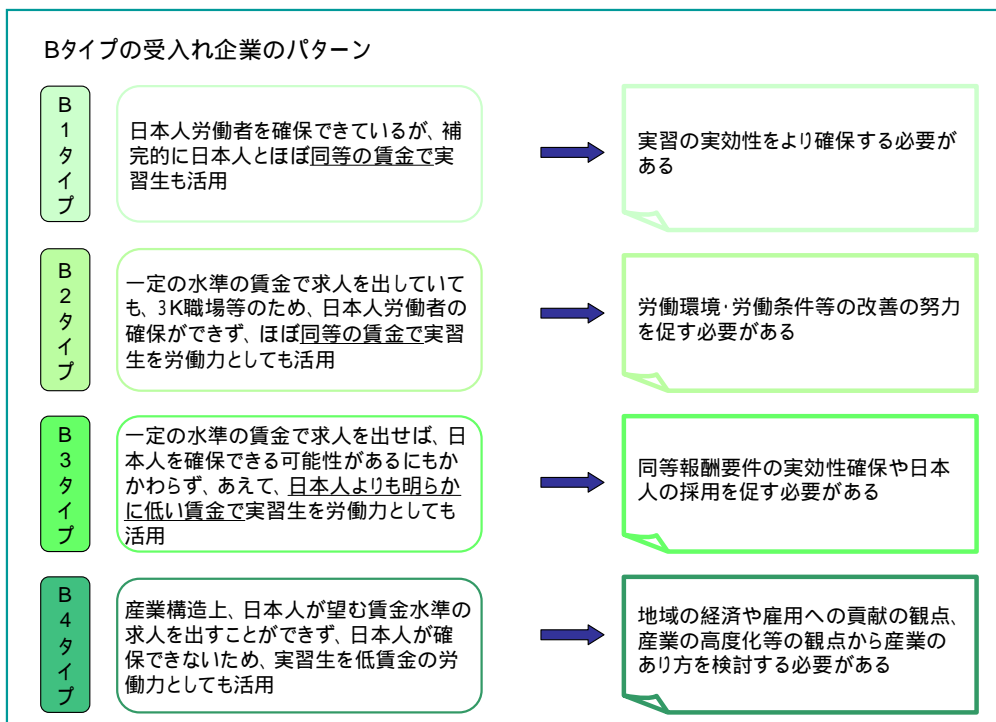 Bタイプの受入れ企業のパターン
B1タイプ
日本人労働者を確保できているが、補
完的に日本人とほぼ同等の賃金で実
習生も活用
実習の実効性をより確保する必要が
ある
B2タイプ
一定の水準の賃金で求人を出していて
も、3K職場等のため、日本人労働者の
確保ができず、ほぼ同等の賃金で実習
生を労働力としても活用
労働環境・労働条件等の改善の努力
を促す必要がある
B3タイプ
一定の水準の賃金で求人を出せば、日
本人を確保できる可能性があるにもか
かわらず、あえて、日本人よりも明らか
に低い賃金で実習生を労働力としても
活用
同等報酬要件の実効性確保や日本
人の採用を促す必要がある
B4タイプ
産業構造上、日本人が望む賃金水準の
求人を出すことができず、日本人が確
保できないため、実習生を低賃金の労
働力としても活用
地域の経済や雇用への貢献の観点、
産業の高度化等の観点から産業の
あり方を検討する必要がある